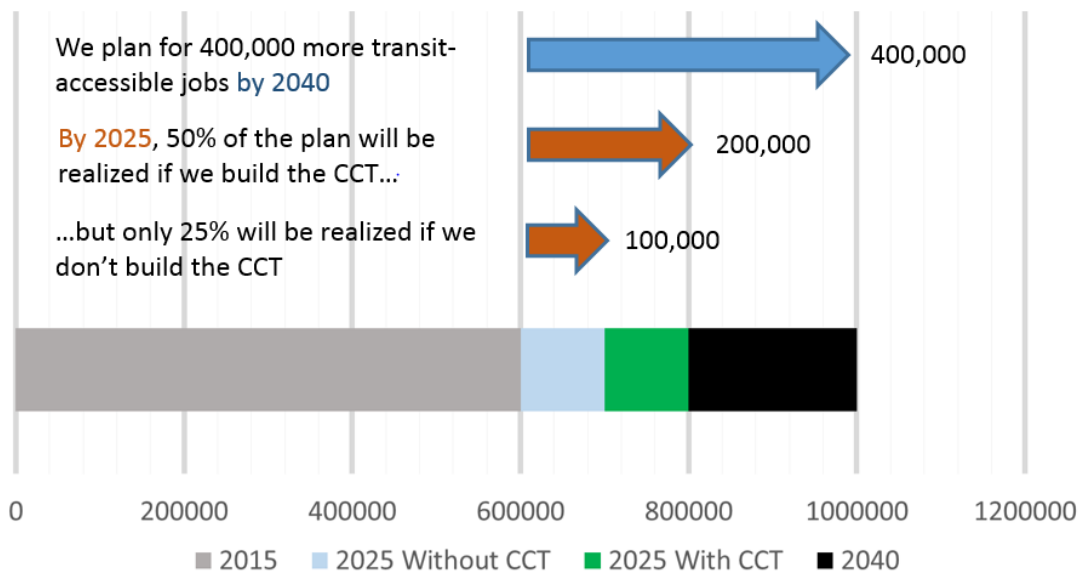 We plan for 400,000 more transit-
accessible jobs by 2040
400,000
By 2025, 50% of the plan will be
realized if we build the CCT...
200,000
...but only 25% will be realized if we
don't build the CCT
100,000
0 200000 400000 600000 800000 1000000 1200000
2015 2025 Without CCT 2025 With CCT 2040